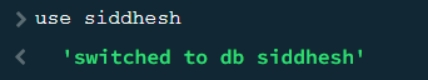 > use siddhesh
< 'switched to db siddhesh'